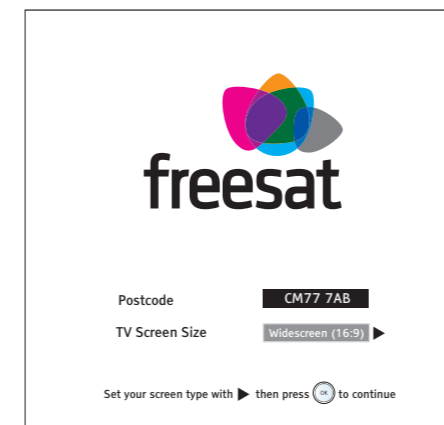 freesat
Postcode CM77 7AB
TV Screen Size Widescreen (16:9) ▶
Set your screen type with ▶ then press OK to continue